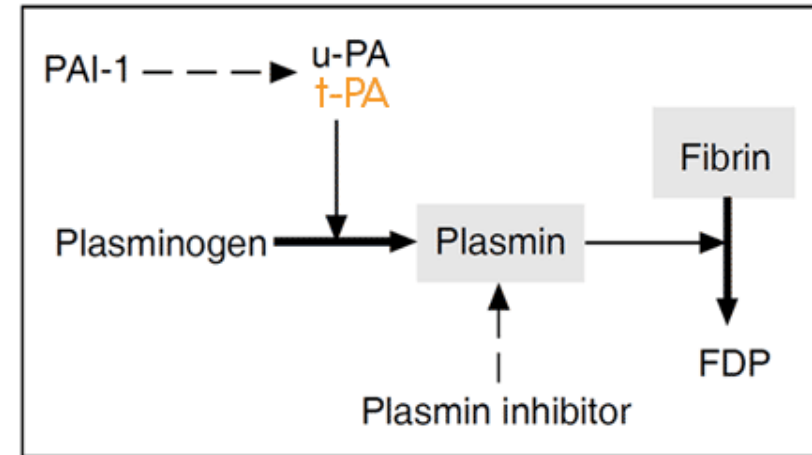 PAI-1
u-PA
t-PA
Fibrin
Plasminogen
Plasmin
FDP
Plasmin inhibitor